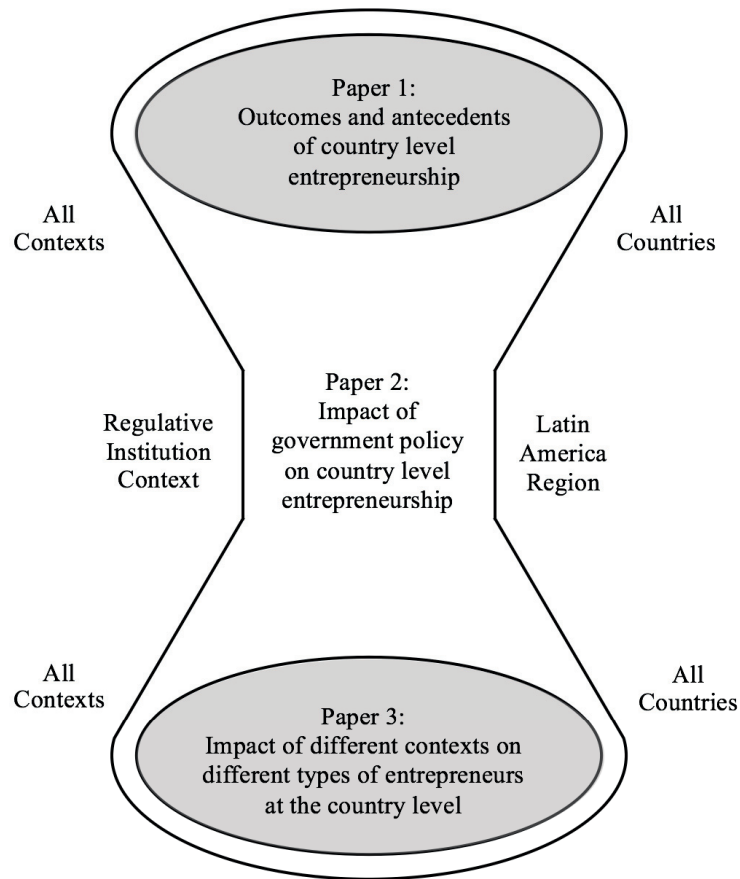 Paper 1:
Outcomes and antecedents
of country level
entrepreneurship
All
Contexts
All
Countries
Paper 2:
Impact of
government policy
on country level
entrepreneurship
Regulative
Institution
Context
Latin
America
Region
All
Contexts
All
Countries
Paper 3:
Impact of different contexts on
different types of entrepreneurs
at the country level